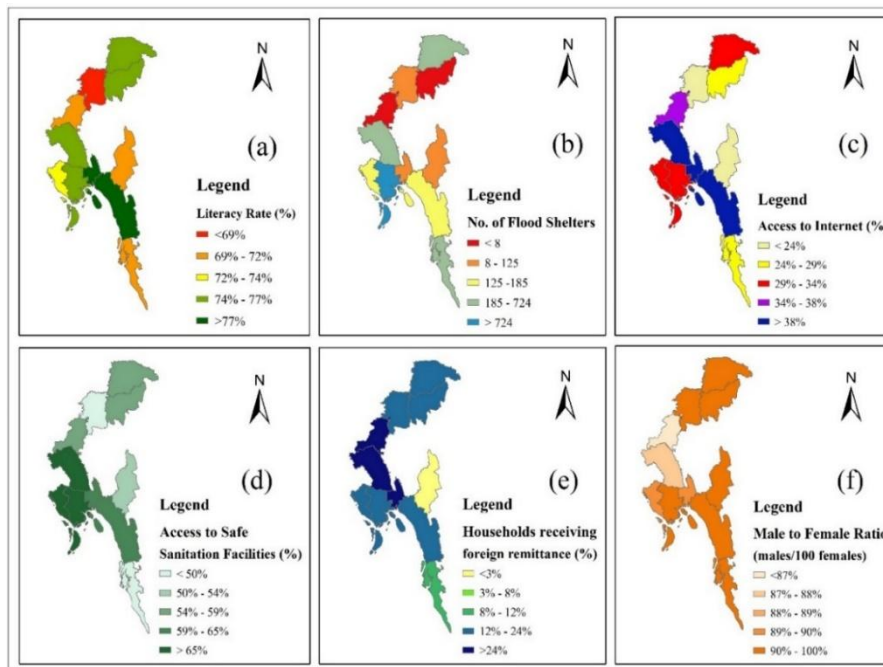 N
(a)
Legend
Literacy Rate (%)
<69%
69% - 72%
72% - 74%
74% - 77%
>77%
N
(b)
Legend
No. of Flood Shelters
< 8
8 - 125
125 -185
185 - 724
> 724
N
(c)
Legend
Access to Internet (%
< 24%
24% - 29%
29% - 34%
34% - 38%
> 38%
N
(d)
Legend
Access to Safe
Sanitation Facilities (%)
< 50%
50% - 54%
54% - 59%
59% - 65%
> 65%
N
(e)
Legend
Households receiving
foreign remittance (%)
<3%
3% - 8%
8% - 12%
12% - 24%
>24%
N
(f)
Legend
Male to Female Ratio
(males/100 females)
<87%
87% - 88%
88% - 89%
89% - 90%
90% - 100%